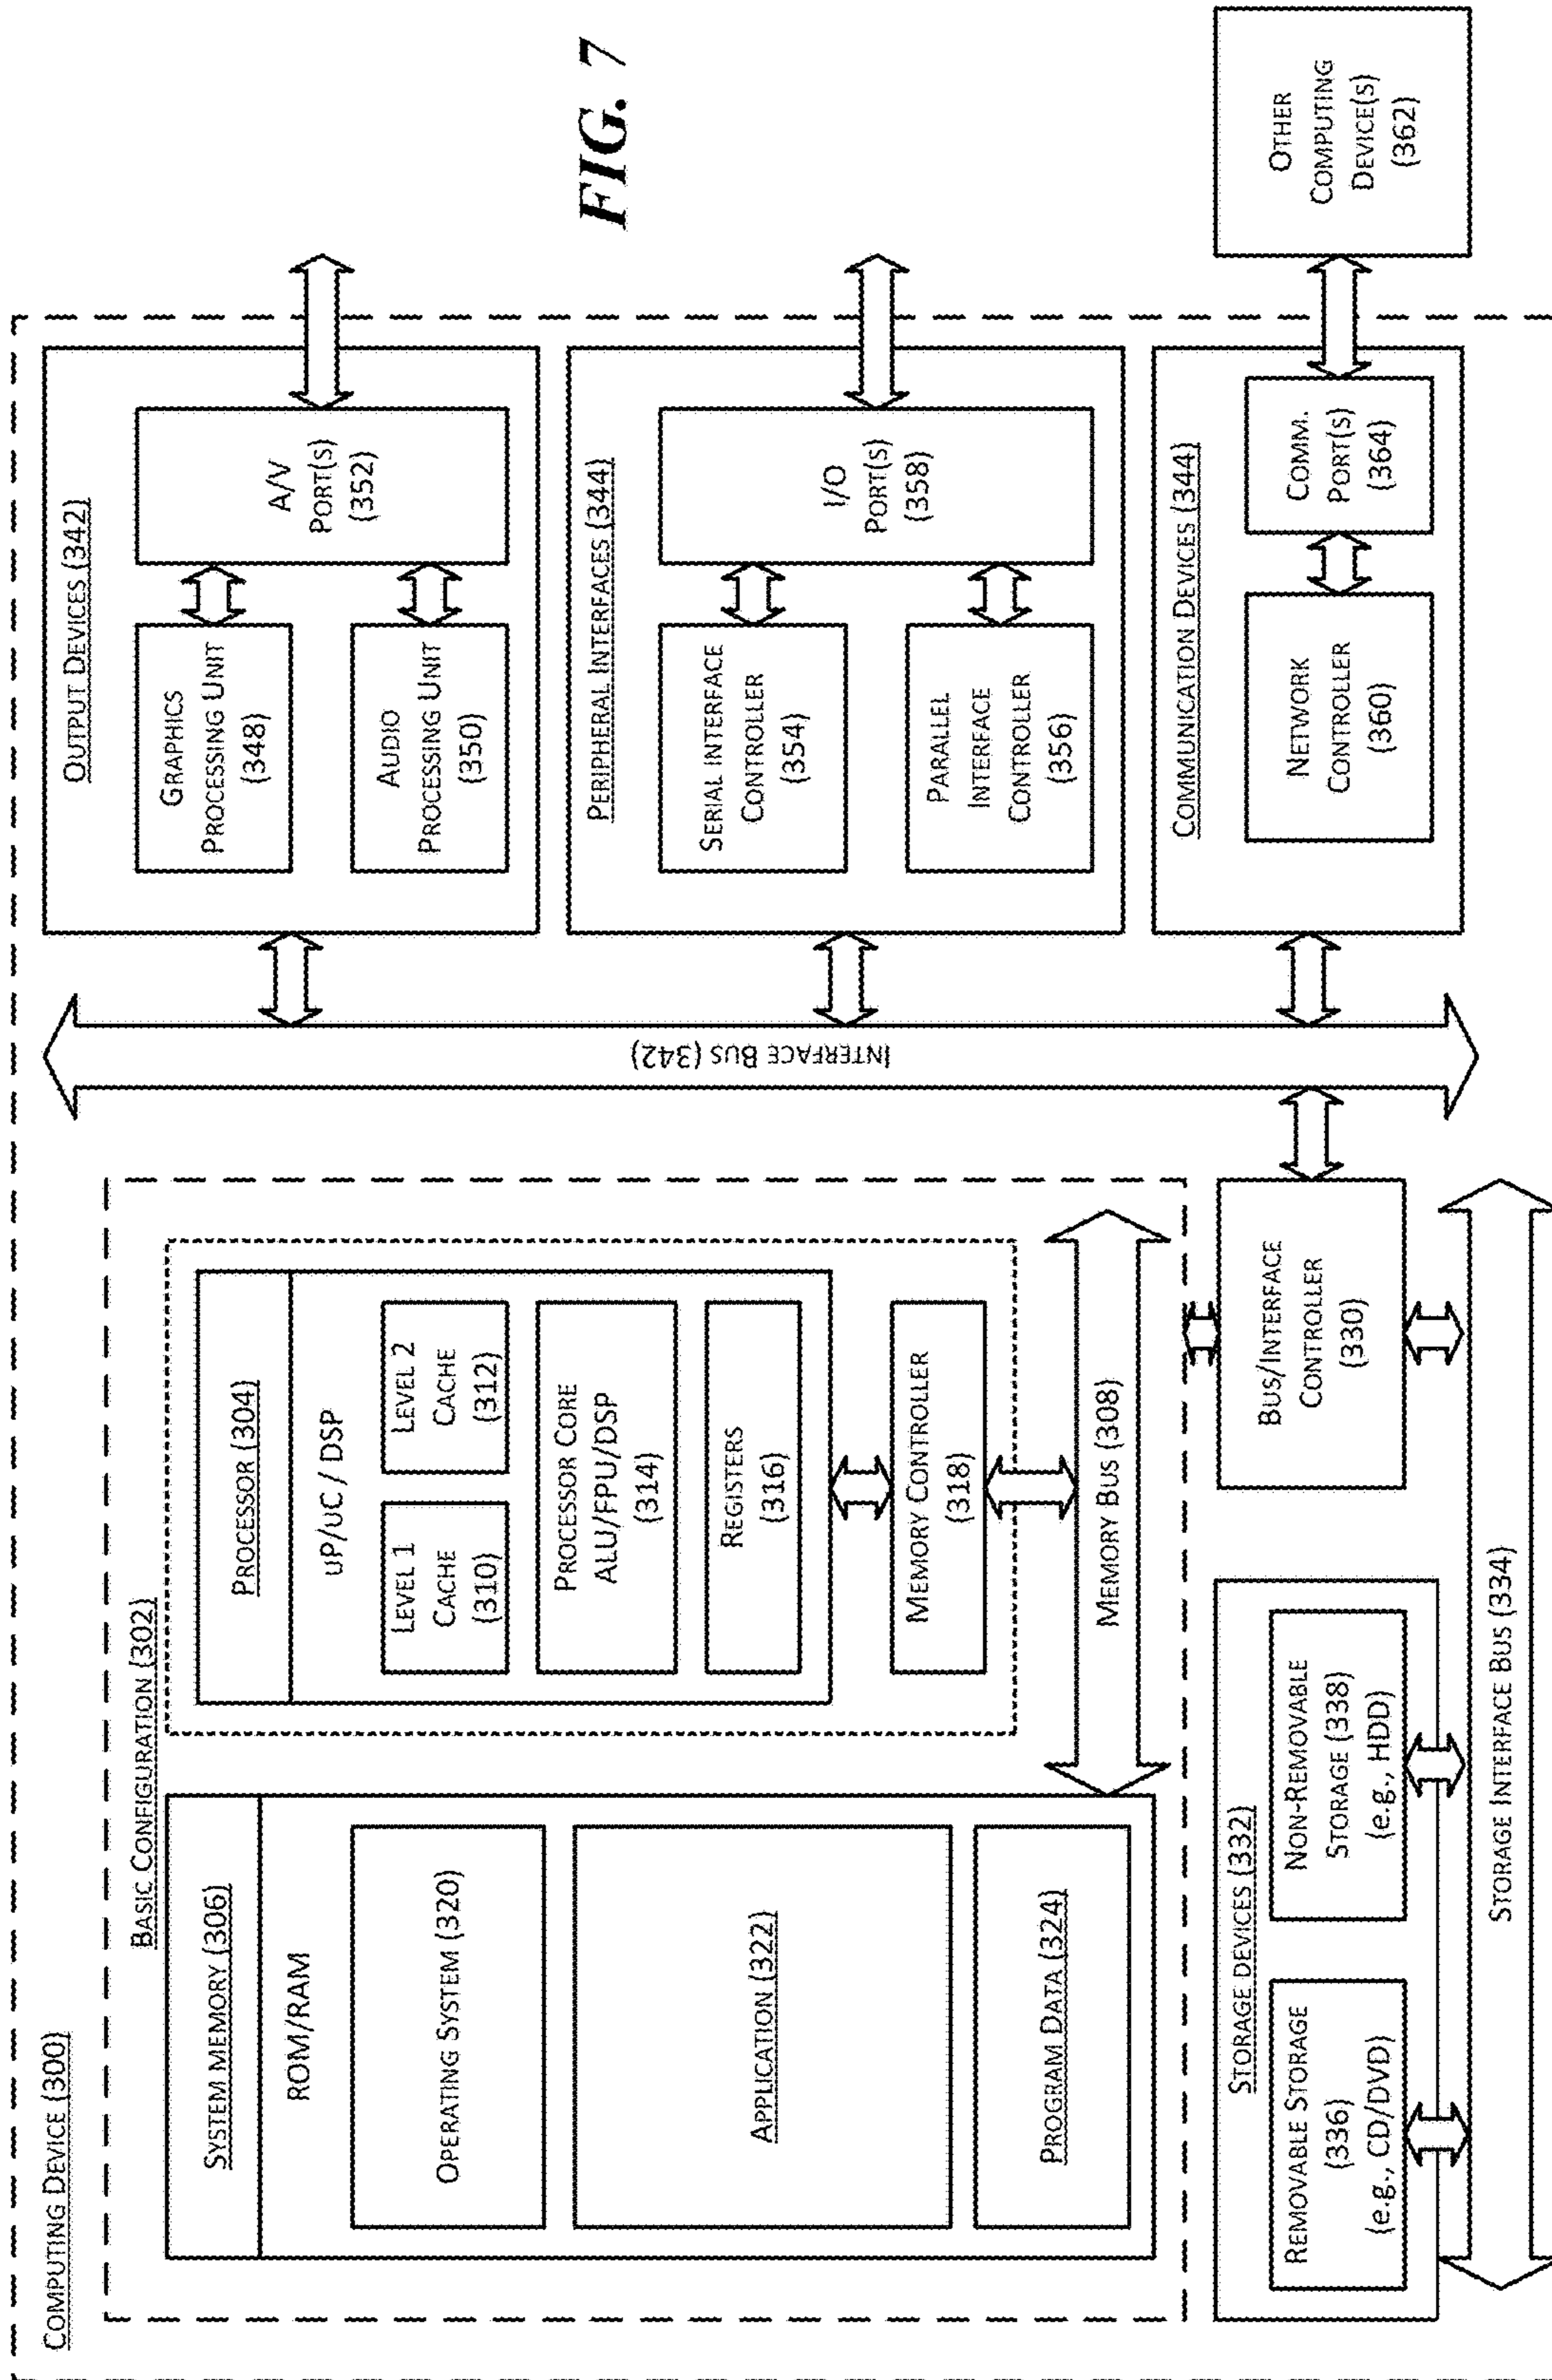 COMPUTING DEVICE (300)
BASIC CONFIGURATION (302)
SYSTEM MEMORY (306)
ROM/RAM
OPERATING SYSTEM (320)
APPLICATION (322)
PROGRAM DATA (324)
PROCESSOR (304)
uP/uC / DSP
LEVEL 1
CACHE
(310)
LEVEL 2
CACHE
(312)
PROCESSOR CORE
ALU/FPU/DSP
(314)
REGISTERS
(316)
MEMORY CONTROLLER
(318)
MEMORY BUS (308)
BUS/INTERFACE
CONTROLLER
(330)
STORAGE DEVICES (332)
REMOVABLE STORAGE
(336)
(e.g., CD/DVD)
NON-REMOVABLE
STORAGE (338)
(e.g., HDD)
STORAGE INTERFACE BUS (334)
INTERFACE BUS (342)
OUTPUT DEVICES (342)
GRAPHICS
PROCESSING UNIT
(348)
AUDIO
PROCESSING UNIT
(350)
A/V
PORT(S)
(352)
PERIPHERAL INTERFACES (344)
SERIAL INTERFACE
CONTROLLER
(354)
PARALLEL
INTERFACE
CONTROLLER
(356)
I/O
PORT(S)
(358)
COMMUNICATION DEVICES (344)
NETWORK
CONTROLLER
(360)
COMM.
PORT(S)
(364)
OTHER
COMPUTING
DEVICE(S)
(362)
FIG. 7